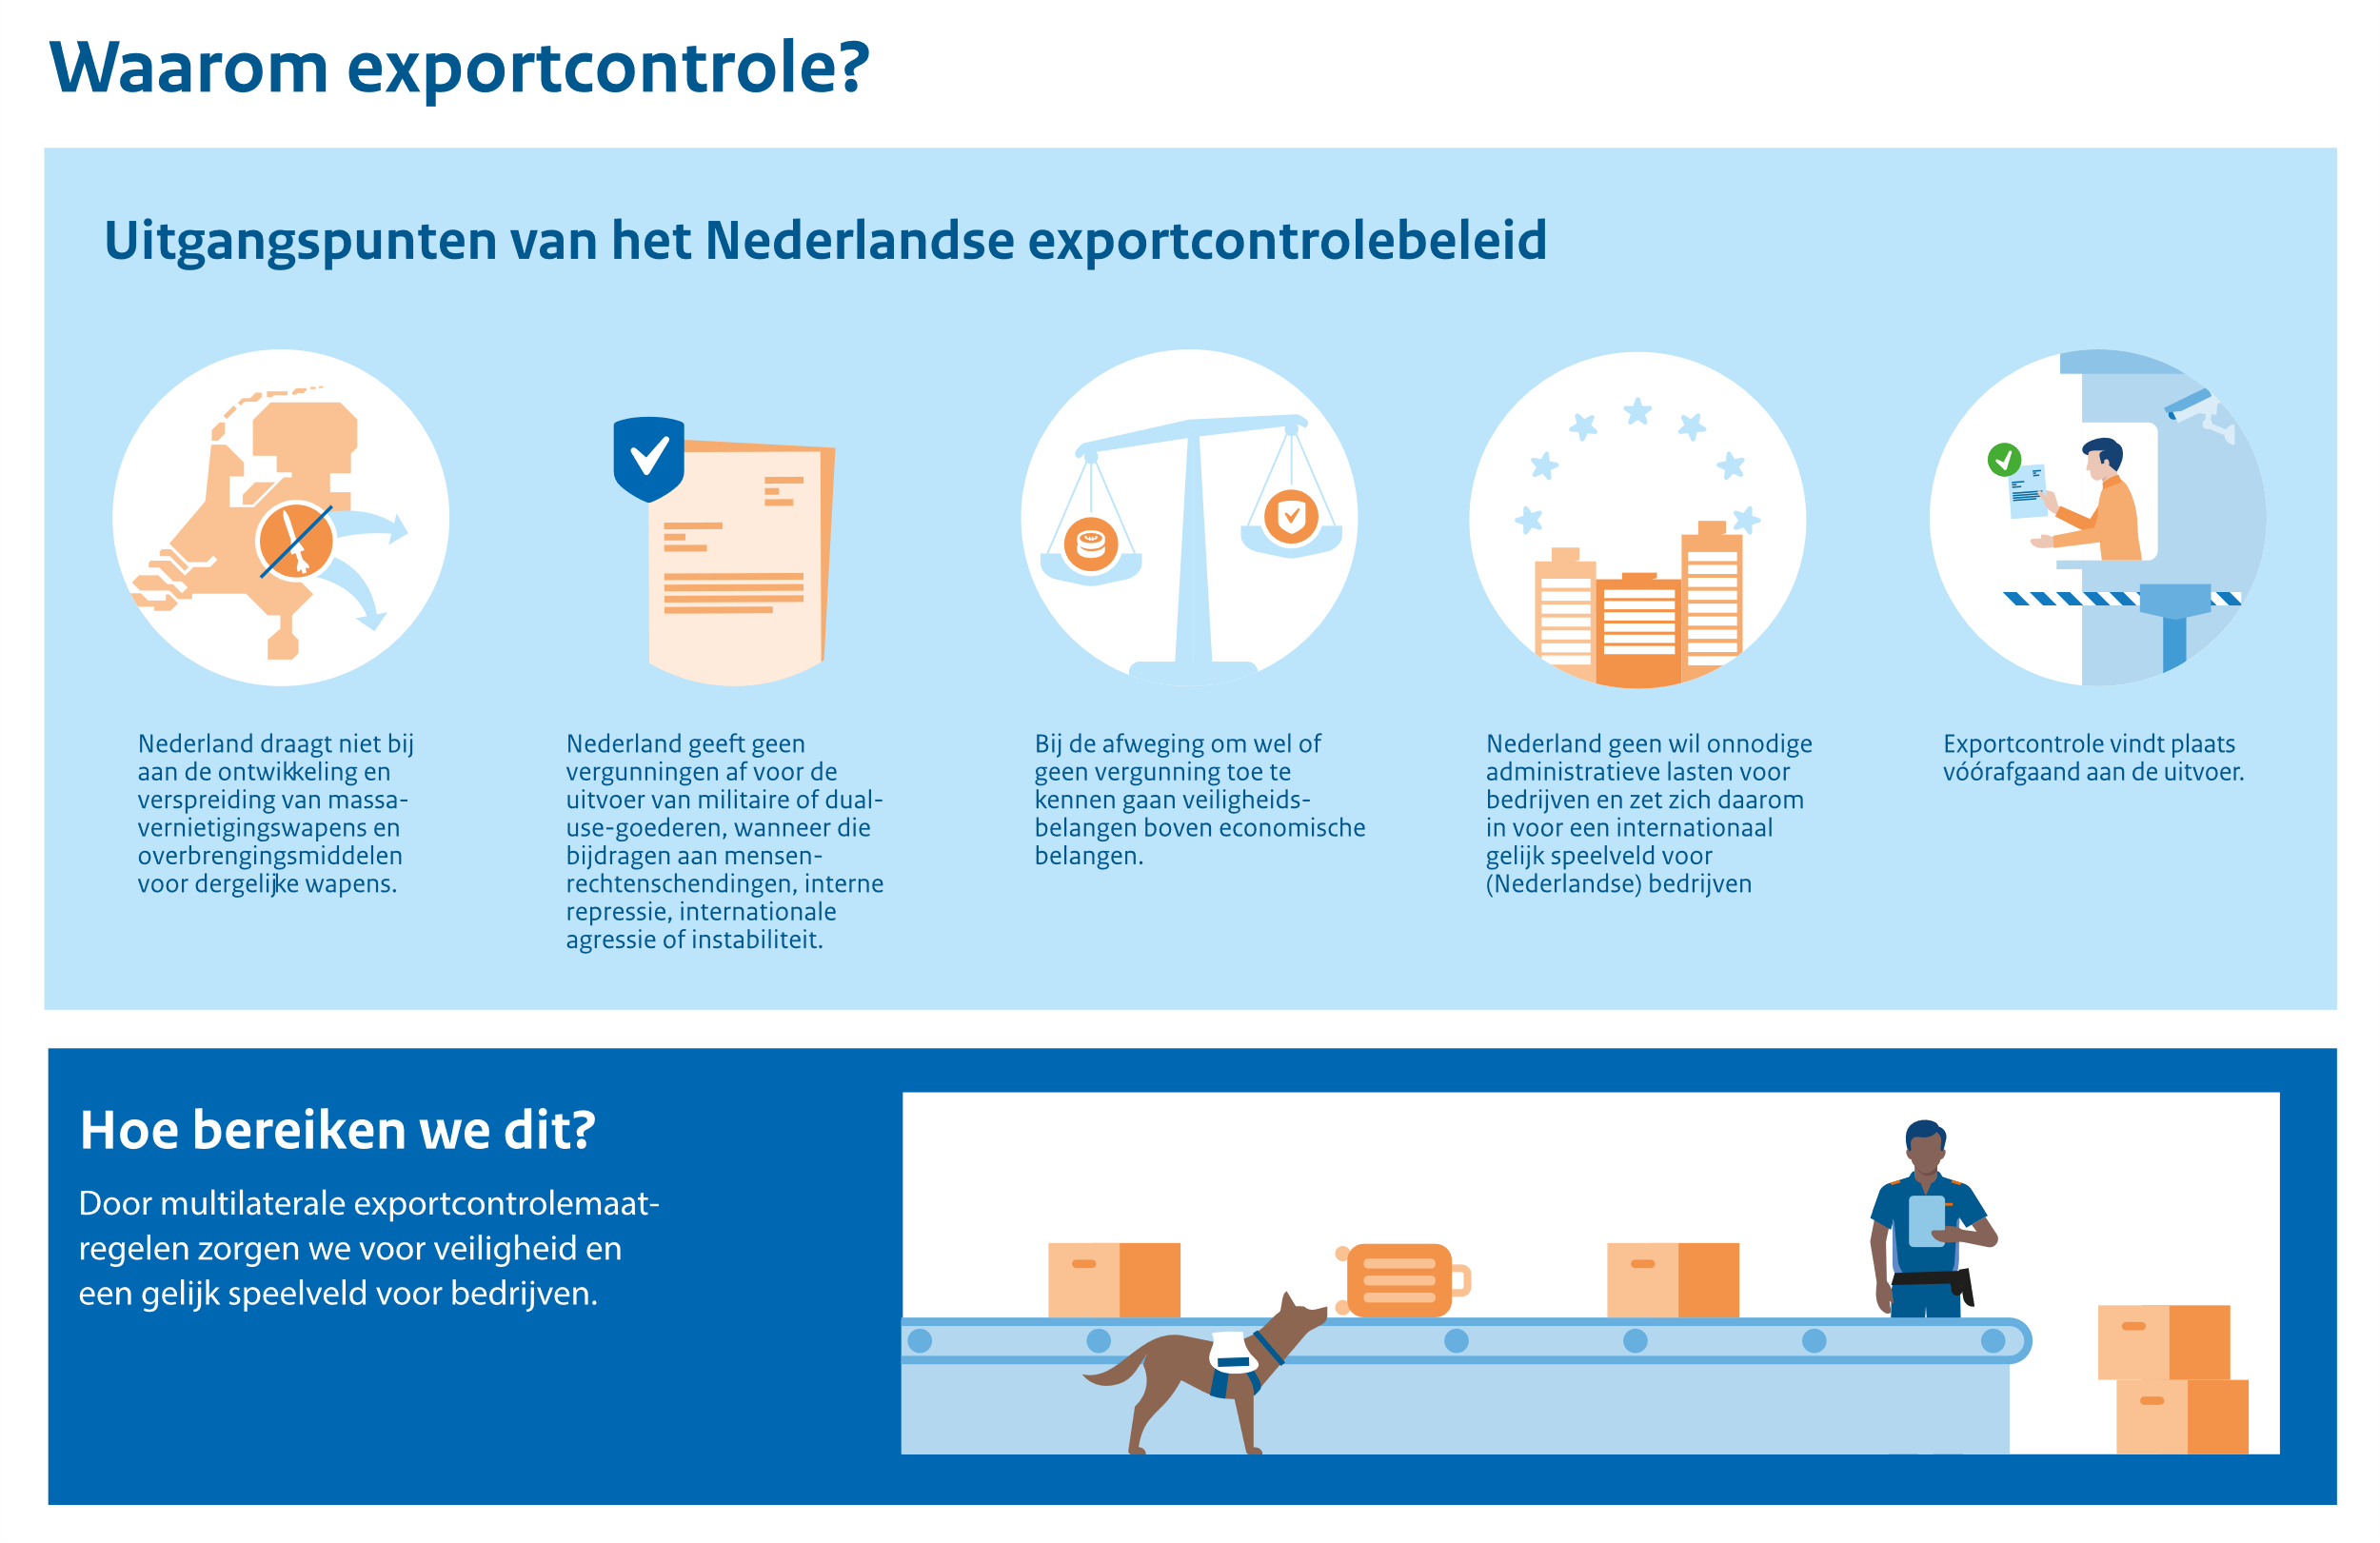 Waarom exportcontrole?
Uitgangspunten van het Nederlandse exportcontrolebeleid
Nederland draagt niet bij
aan de ontwikkeling en
verspreiding van massa-
vernietigingswapens en
overbrengingsmiddelen
voor dergelijke wapens.
Nederland geeft geen
vergunningen af voor de
uitvoer van militaire of dual-
use-goederen, wanneer die
bijdragen aan mensen-
rechtenschendingen, interne
repressie, internationale
agressie of instabiliteit.
Bij de afweging om wel of
geen vergunning toe te
kennen gaan veiligheids-
belangen boven economische
belangen.
Nederland geen wil onnodige
administratieve lasten voor
bedrijven en zet zich daarom
in voor een internationaal
gelijk speelveld voor
(Nederlandse) bedrijven
Exportcontrole vindt plaats
vóórafgaand aan de uitvoer.
Hoe bereiken we dit?
Door multilaterale exportcontrolemaat-
regelen zorgen we voor veiligheid en
een gelijk speelveld voor bedrijven.